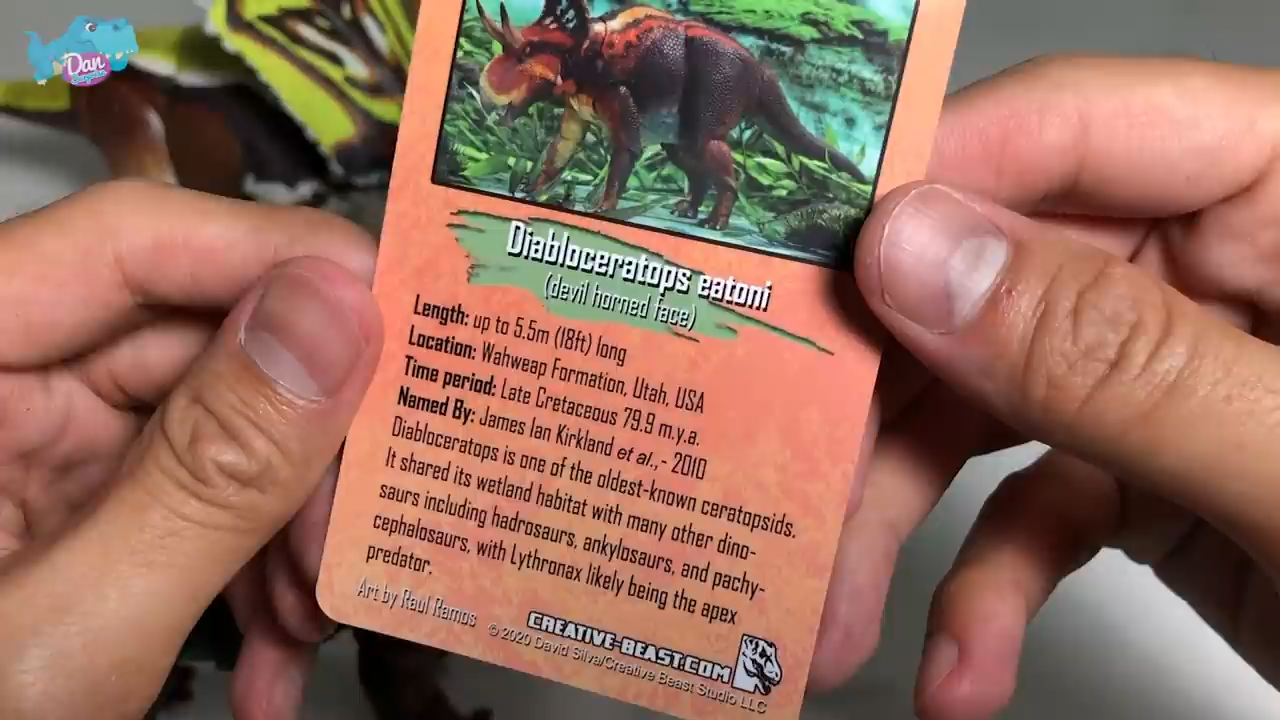 Dan
Surprise
Diabloceratops eatoni
(devil horned face)
Length: up to 5.5m (18ft) long
Location: Wahweap Formation, Utah, USA
Time period: Late Cretaceous 79.9 m.y.a.
Named By: James Ian Kirkland et al., - 2010
Diabloceratops is one of the oldest-known ceratopsids.
It shared its wetland habitat with many other dino-
saurs including hadrosaurs, ankylosaurs, and pachy-
cephalosaurs, with Lythronax likely being the apex
predator.
Art by Raul Ramos
CREATIVE-BEAST.COM
© 2020 David Silva/Creative Beast Studio LLC